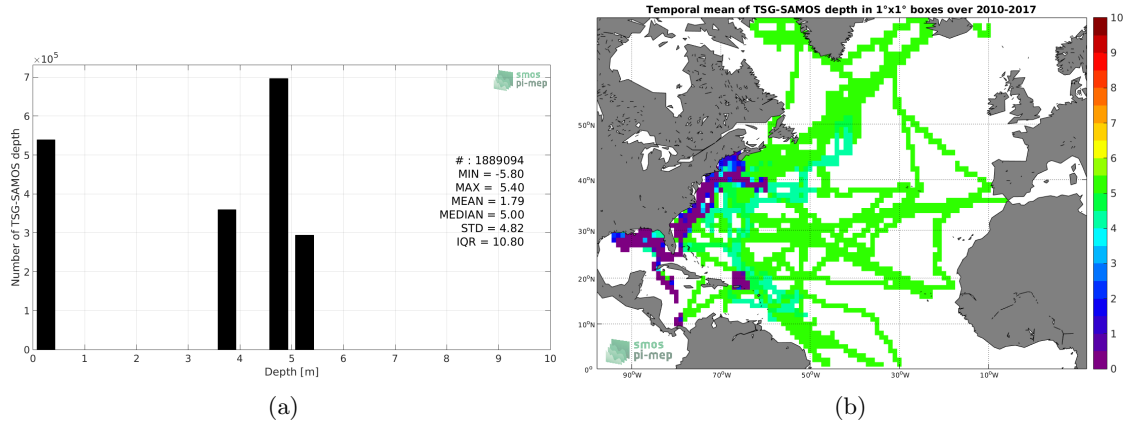 ×10⁵
7
6
5
4
3
2
1
0
Number of TSG-SAMOS depth
smos
pi-mep
# : 1889094
MIN = -5.80
MAX = 5.40
MEAN = 1.79
MEDIAN = 5.00
STD = 4.82
IQR = 10.80
0 1 2 3 4 5 6 7 8 9 10
Depth [m]
(a)
Temporal mean of TSG-SAMOS depth in 1°x1° boxes over 2010-2017
50°N
40°N
30°N
20°N
10°N
0°
90°W 70°W 50°W 30°W 10°W
smos
pi-mep
10
9
8
7
6
5
4
3
2
1
0
(b)